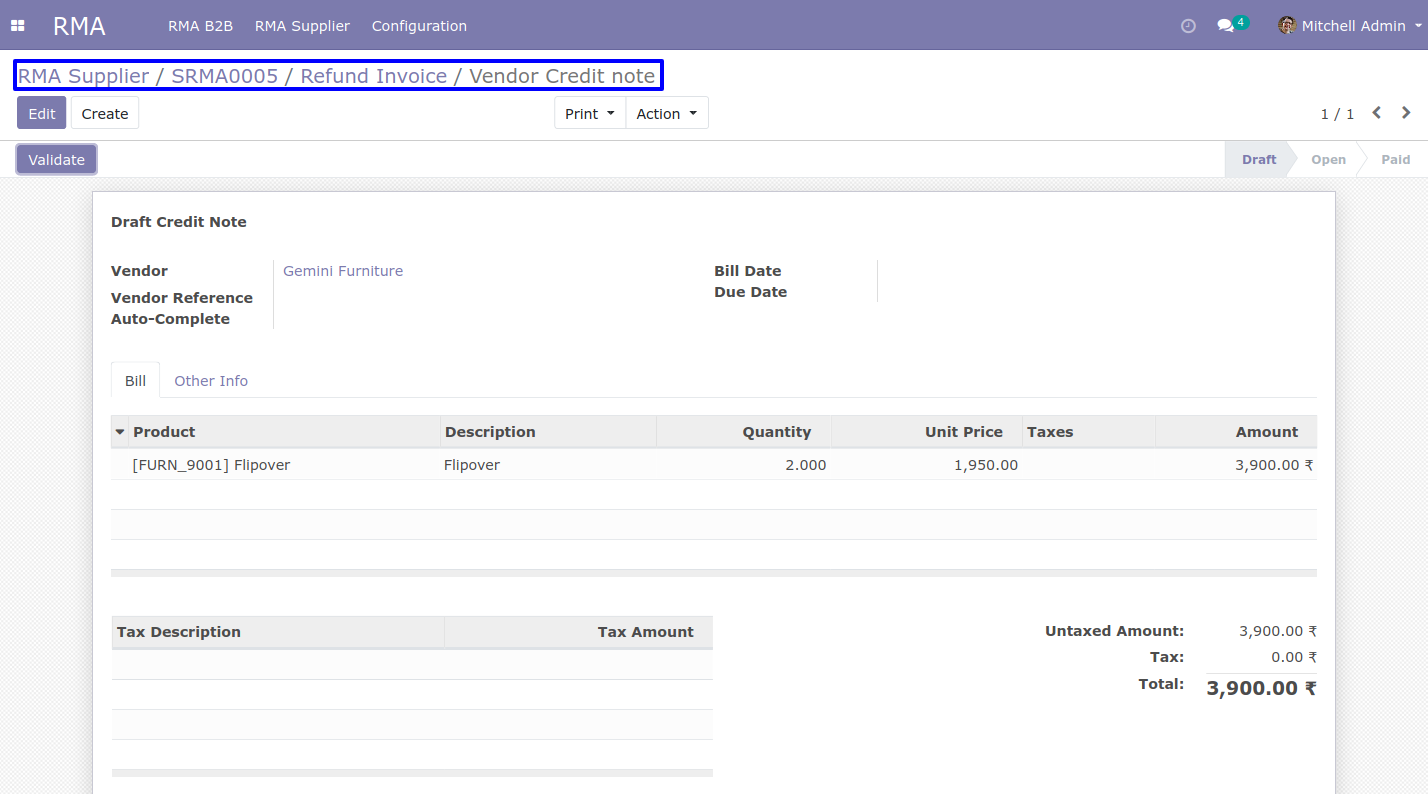 RMA RMA B2B RMA Supplier Configuration 4 Mitchell Admin
RMA Supplier / SRMA0005 / Refund Invoice / Vendor Credit note
Edit Create Print Action 1 / 1
Validate Draft Open Paid
Draft Credit Note
Vendor Gemini Furniture Bill Date
Due Date
Vendor Reference
Auto-Complete
Bill Other Info
Product Description Quantity Unit Price Taxes Amount
[FURN_9001] Flipover Flipover 2.000 1,950.00 3,900.00 ₹
Tax Description Tax Amount
Untaxed Amount: 3,900.00 ₹
Tax: 0.00 ₹
Total: 3,900.00 ₹